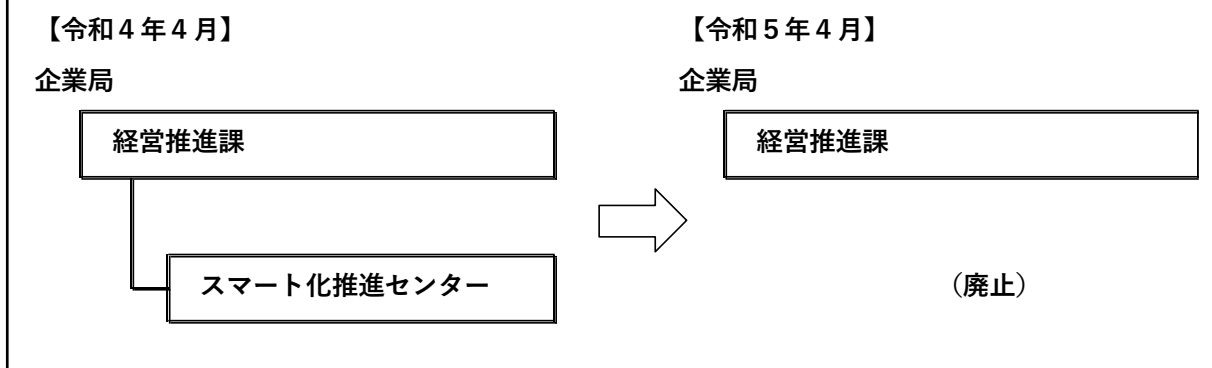 【令和４年４月】
企業局
経営推進課
スマート化推進センター
【令和５年４月】
企業局
経営推進課
（廃止）